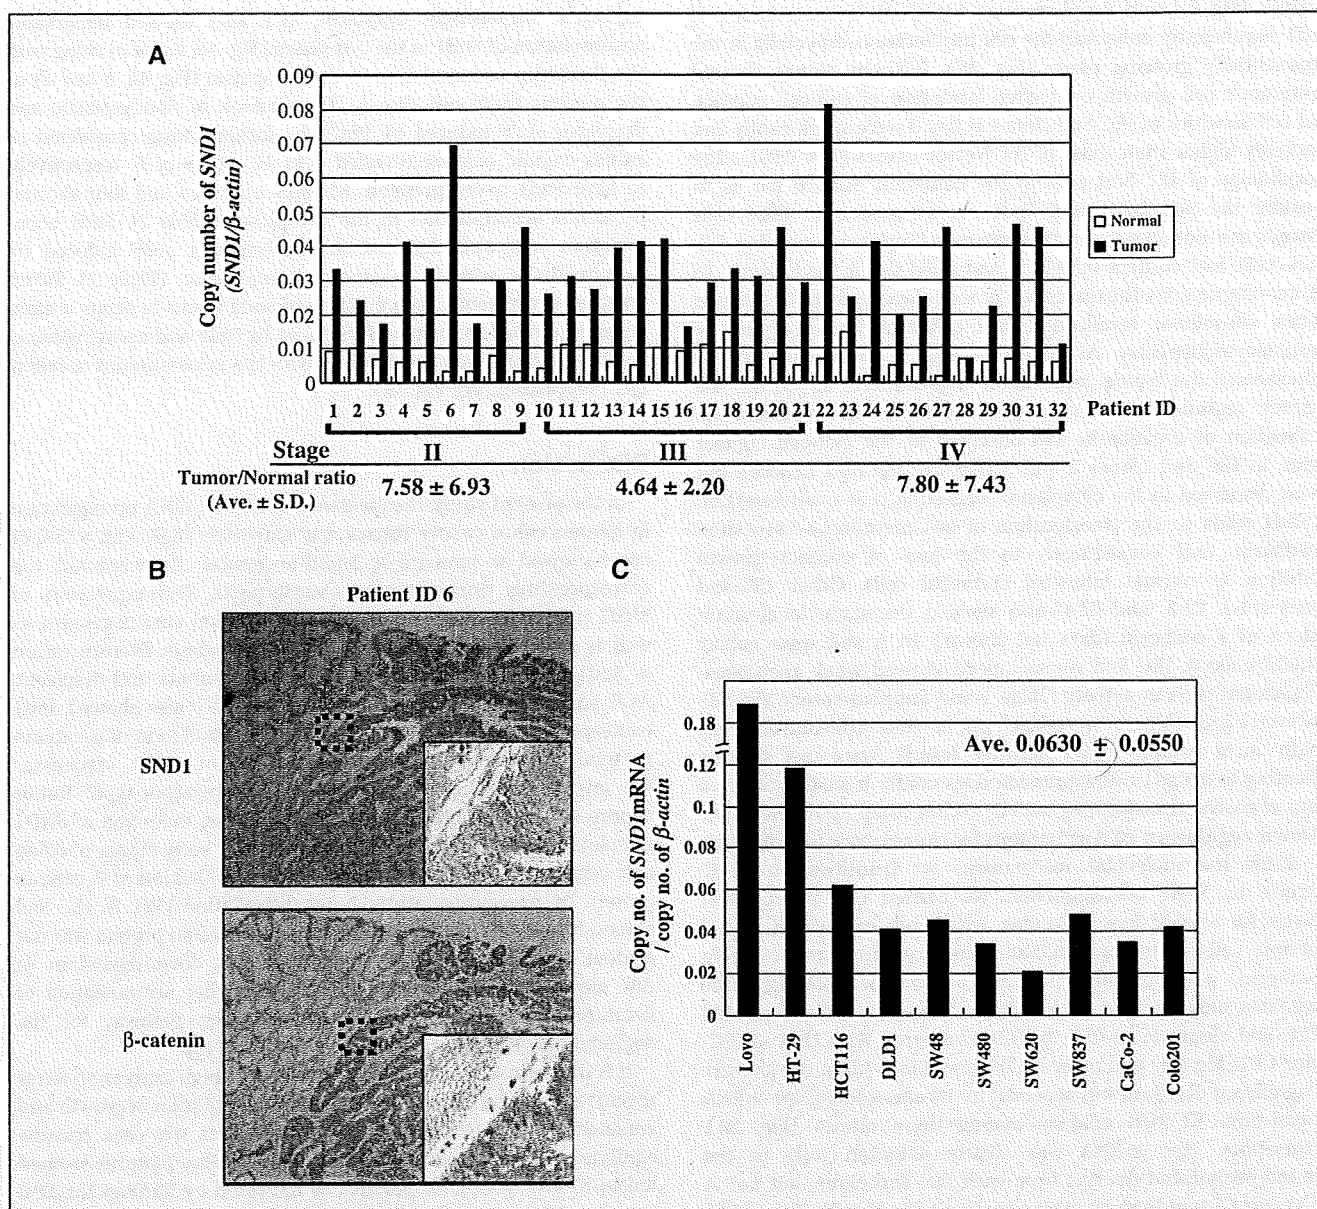 A
Copy number of SND1
(SND1/β-actin)
0.09
0.08
0.07
0.06
0.05
0.04
0.03
0.02
0.01
0
Normal
Tumor
1 2 3 4 5 6 7 8 9 10 11 12 13 14 15 16 17 18 19 20 21 22 23 24 25 26 27 28 29 30 31 32 Patient ID
Stage II III IV
Tumor/Normal ratio
(Ave. ± S.D.)
7.58 ± 6.93 4.64 ± 2.20 7.80 ± 7.43
B
Patient ID 6
SND1
β-catenin
C
Copy no. of SND1mRNA
/ copy no. of β-actin
0.18
0.12
0.1
0.08
0.06
0.04
0.02
0
Ave. 0.0630 ± 0.0550
Lovo
HT-29
HCT116
DLD1
SW48
SW480
SW620
SW837
CaCo-2
Colo201